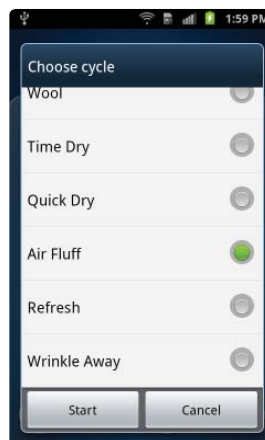 1:59 PM
Choose cycle
Wool
Time Dry
Quick Dry
Air Fluff
Refresh
Wrinkle Away
Start Cancel